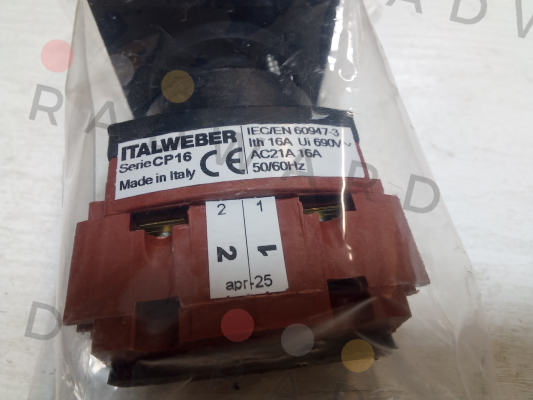 ITALWEBER
Serie CP16
CE
Made in Italy
IEC/EN 60947-3
Ith 16A Ui 690V~
AC21A 16A
50/60Hz
2 1
2 1
apr-25